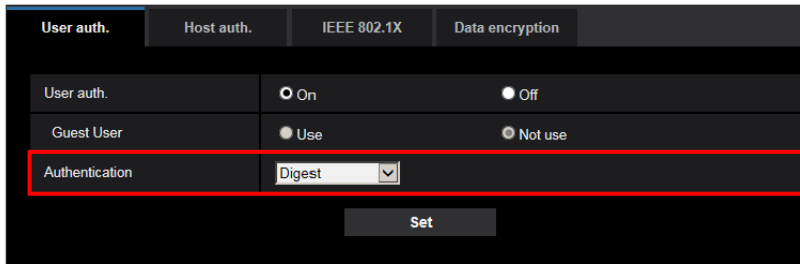 User auth. Host auth. IEEE 802.1X Data encryption
User auth. On Off
Guest User Use Not use
Authentication Digest
Set